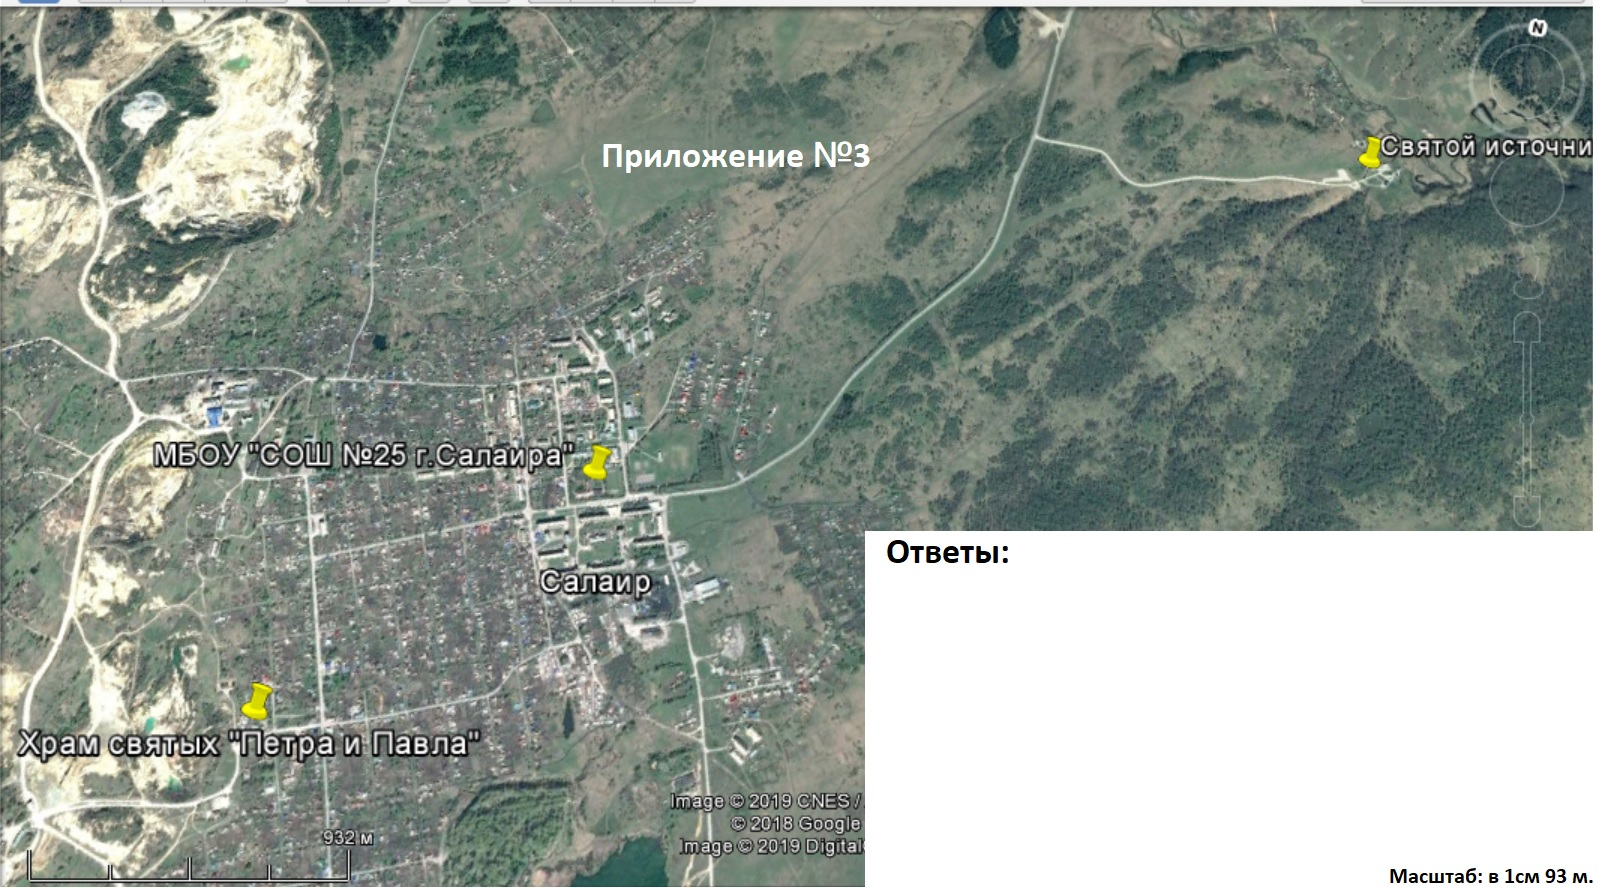 N
Приложение №3
Святой источни
МБОУ "СОШ №25 г.Салаира"
Ответы:
Салаир
Храм святых "Петра и Павла"
Image © 2019 CNES /
© 2018 Google
Image © 2019 Digital
932 м
Масштаб: в 1см 93 м.